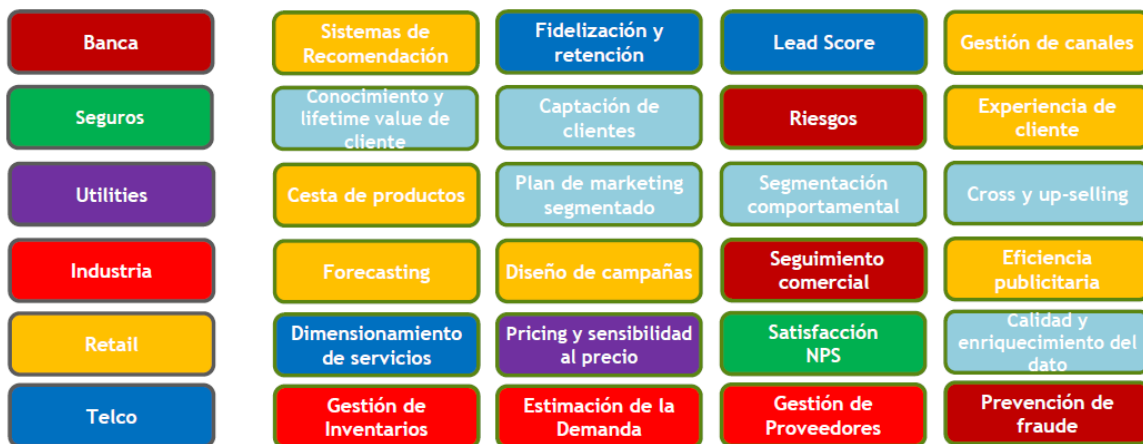 Banca
Sistemas de
Recomendación
Fidelización y
retención
Lead Score
Gestión de canales
Seguros
Conocimiento y
lifetime value de
cliente
Captación de
clientes
Riesgos
Experiencia de
cliente
Utilities
Cesta de productos
Plan de marketing
segmentado
Segmentación
comportamental
Cross y up-selling
Industria
Forecasting
Diseño de campañas
Seguimiento
comercial
Eficiencia
publicitaria
Retail
Dimensionamiento
de servicios
Pricing y sensibilidad
al precio
Satisfacción
NPS
Calidad y
enriquecimiento del
dato
Telco
Gestión de
Inventarios
Estimación de la
Demanda
Gestión de
Proveedores
Prevención de
fraude